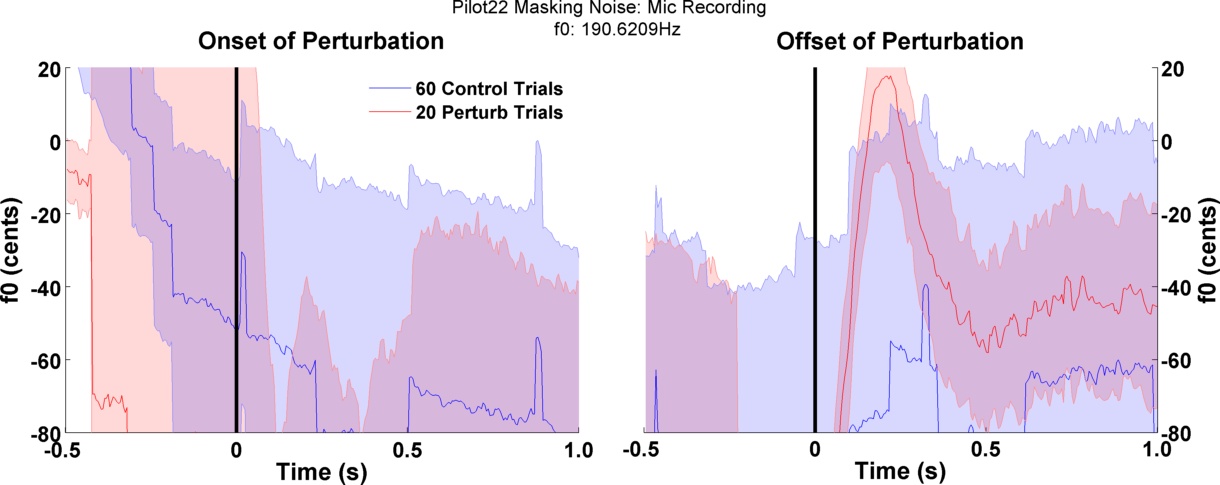 Pilot22 Masking Noise: Mic Recording
f0: 190.6209Hz
Onset of Perturbation
Offset of Perturbation
60 Control Trials
20 Perturb Trials
f0 (cents)
20
0
-20
-40
-60
-80
-0.5
0
0.5
1.0
Time (s)
20
0
-20
-40
-60
-80
f0 (cents)
-0.5
0
0.5
1.0
Time (s)